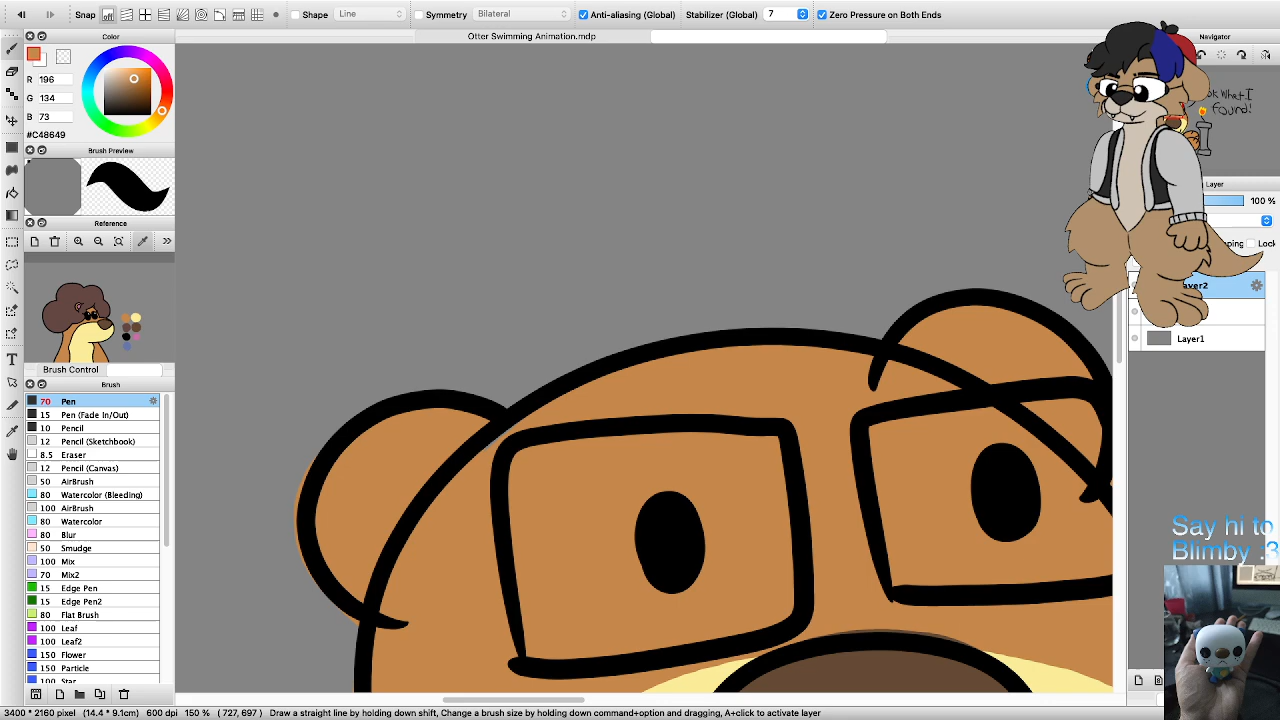 Snap
Shape
Line
Symmetry
Bilateral
Anti-aliasing (Global)
Stabilizer (Global)
7
Zero Pressure on Both Ends
Color
Otter Swimming Animation.mdp
Navigator
R 196
G 134
B 73
#C48649
What I
found!
Brush Preview
Layer
100 %
Reference
Lock
Layer1
Brush Control
Brush
70 Pen
15 Pen (Fade In/Out)
10 Pencil
12 Pencil (Sketchbook)
8.5 Eraser
12 Pencil (Canvas)
50 AirBrush
80 Watercolor (Bleeding)
100 AirBrush
80 Watercolor
80 Blur
50 Smudge
100 Mix
70 Mix2
15 Edge Pen
15 Edge Pen2
80 Flat Brush
100 Leaf
100 Leaf2
150 Flower
150 Particle
100 Star
Say hi to
Blimby :3
3400 * 2160 pixel (14.4 * 9.1cm) 600 dpi 150 % ( 727, 697) Draw a straight line by holding down shift, Change a brush size by holding down command+option and dragging, A+click to activate layer